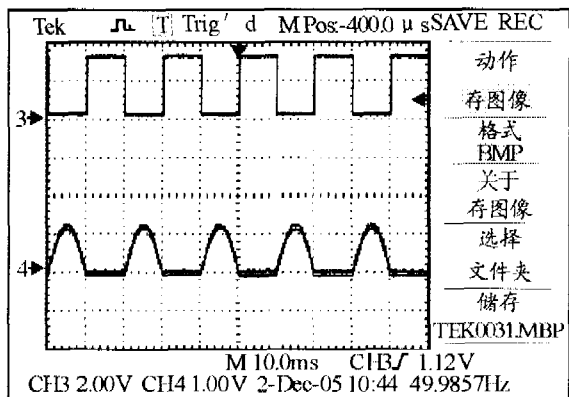 Tek T Trig' d M Pos:-400.0 μs SAVE REC
动作
存图像
格式
BMP
关于
存图像
选择
文件夹
储存
TEK0031.MBP
3
4
M 10.0ms CH3 1.12V
CH3 2.00V CH4 1.00V 2-Dec-05 10:44 49.9857Hz